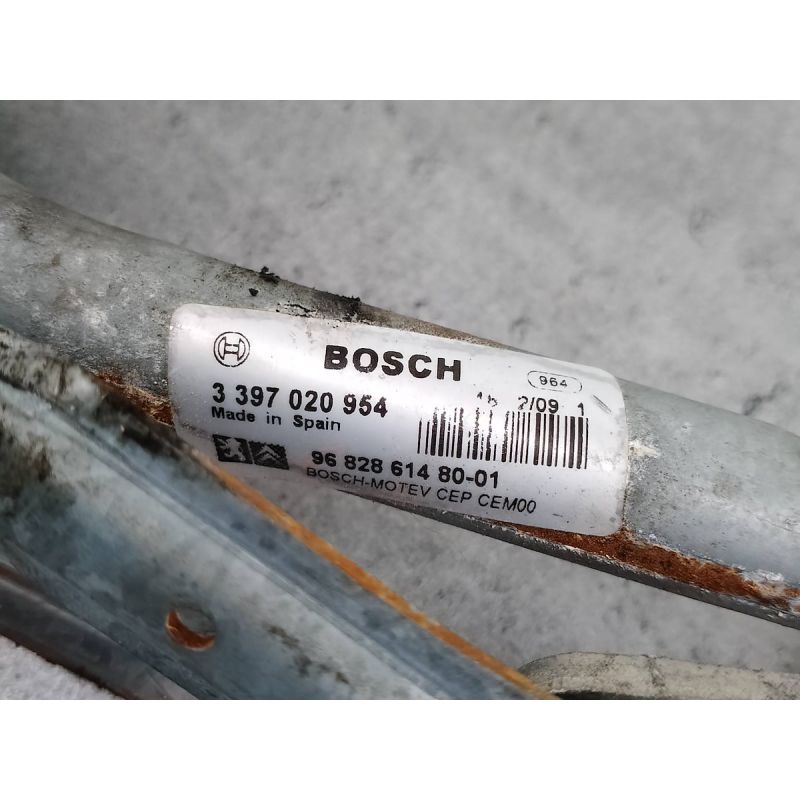 BOSCH
964
3 397 020 954
2/09 1
Made in Spain
96 828 614 80-01
BOSCH-MOTEV CEP CEM00